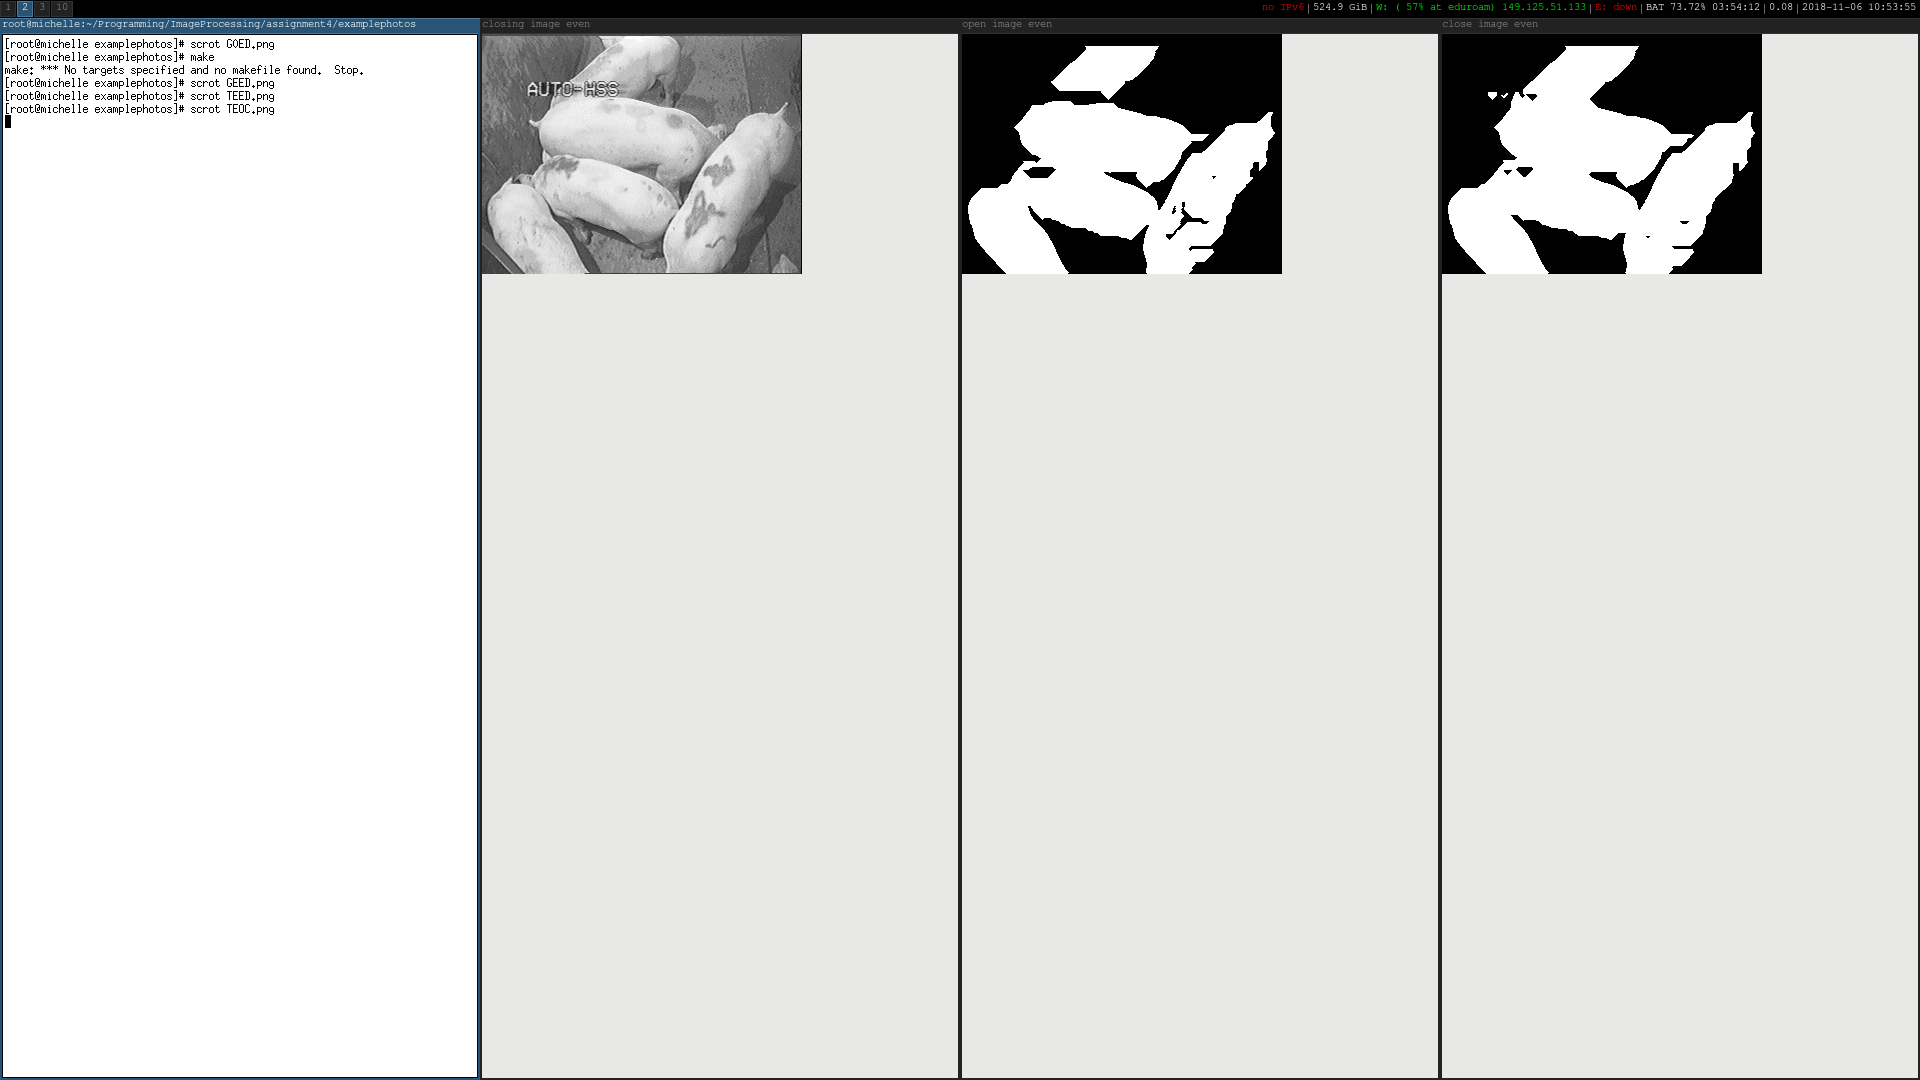 1 2 3 10
no IPv6|524.9 GiB|W: ( 57% at eduroam) 149.125.51.133|E: down|BAT 73.72% 03:54:12|0.08|2018-11-06 10:53:55
root@michelle:~/Programming/ImageProcessing/assignment4/examplephotos
[root@michelle examplephotos]# scrot GOED.png
[root@michelle examplephotos]# make
make: *** No targets specified and no makefile found.  Stop.
[root@michelle examplephotos]# scrot GEED.png
[root@michelle examplephotos]# scrot TEED.png
[root@michelle examplephotos]# scrot TEOC.png
closing image even
AUTO-HSS
open image even
close image even